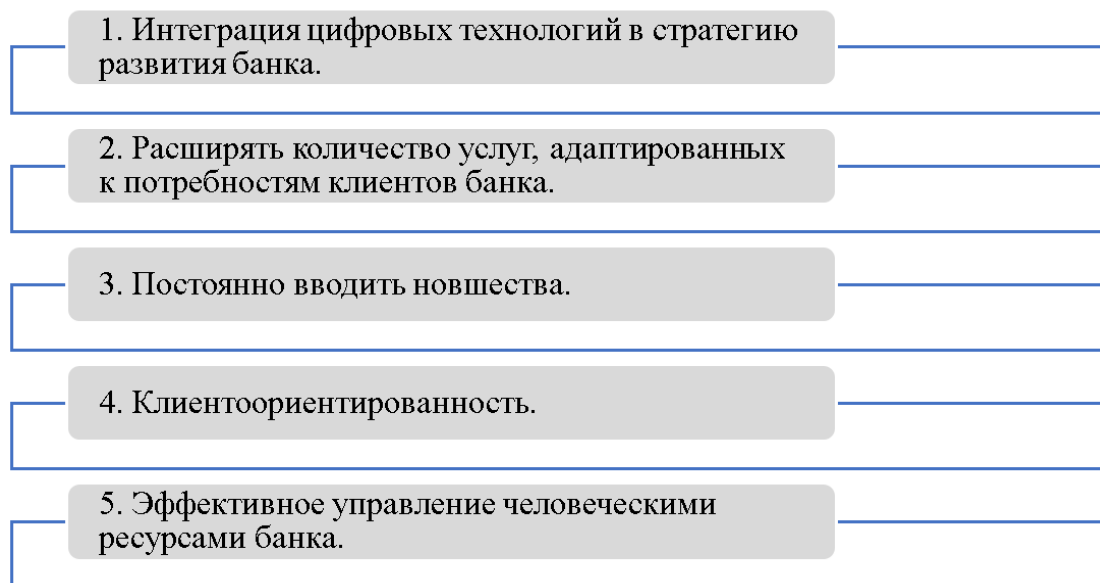 1. Интеграция цифровых технологий в стратегию
развития банка.
2. Расширять количество услуг, адаптированных
к потребностям клиентов банка.
3. Постоянно вводить новшества.
4. Клиентоориентированность.
5. Эффективное управление человеческими
ресурсами банка.